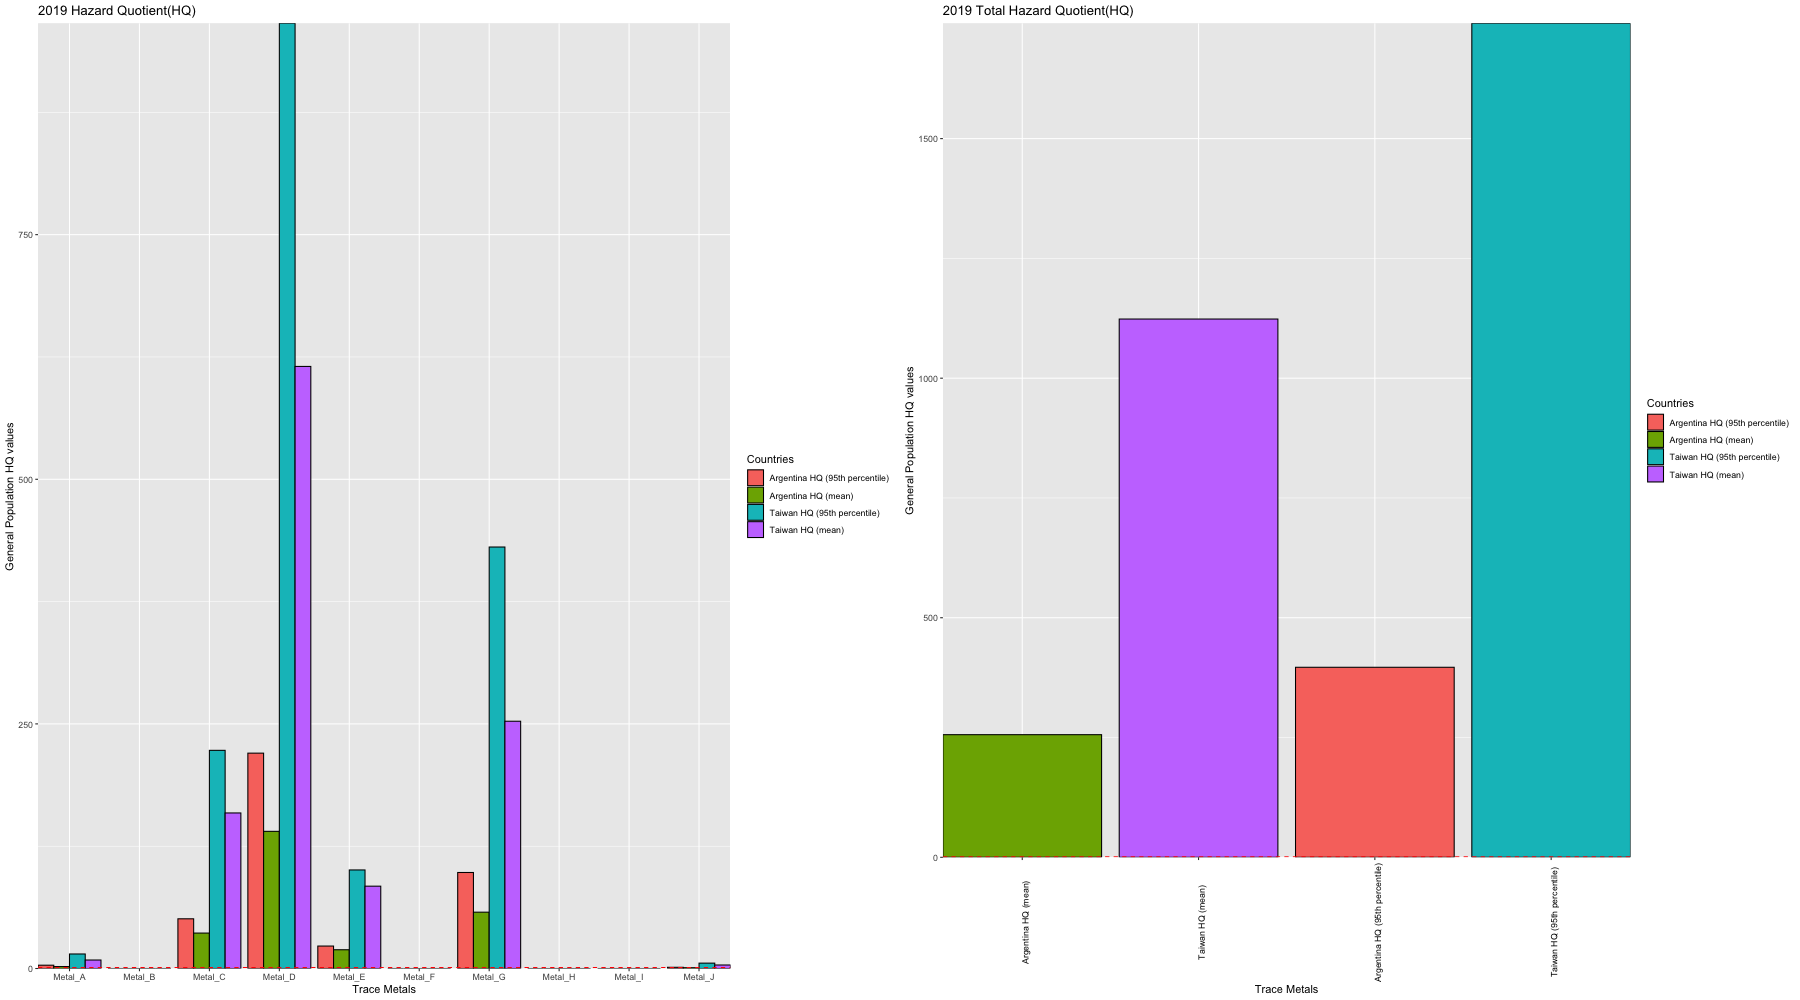 2019 Hazard Quotient(HQ)
General Population HQ values
750
500
250
0
Metal_A Metal_B Metal_C Metal_D Metal_E Metal_F Metal_G Metal_H Metal_I Metal_J
Trace Metals
Countries
Argentina HQ (95th percentile)
Argentina HQ (mean)
Taiwan HQ (95th percentile)
Taiwan HQ (mean)
2019 Total Hazard Quotient(HQ)
General Population HQ values
1500
1000
500
0
Argentina HQ (mean)
Taiwan HQ (mean)
Argentina HQ (95th percentile)
Taiwan HQ (95th percentile)
Trace Metals
Countries
Argentina HQ (95th percentile)
Argentina HQ (mean)
Taiwan HQ (95th percentile)
Taiwan HQ (mean)